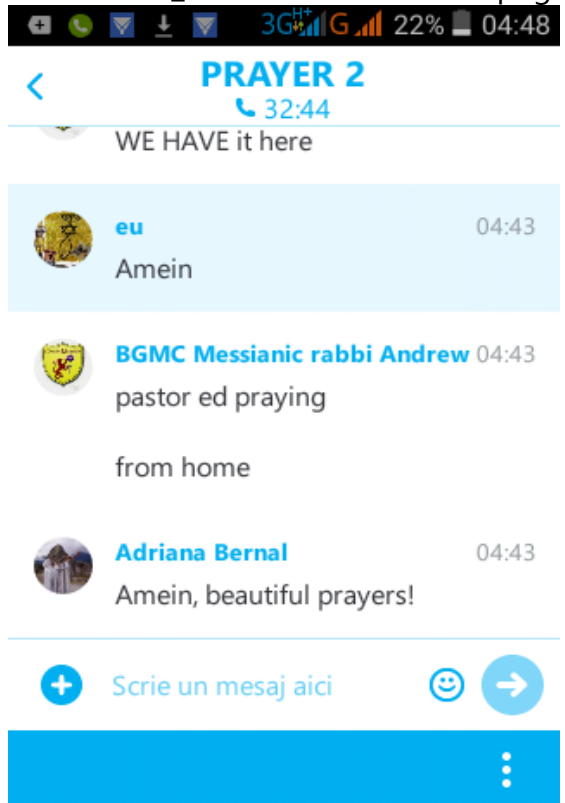 3G H+ G 22% 04:48
PRAYER 2
32:44
WE HAVE it here
eu 04:43
Amein
BGMC Messianic rabbi Andrew 04:43
pastor ed praying
from home
Adriana Bernal 04:43
Amein, beautiful prayers!
Scrie un mesaj aici